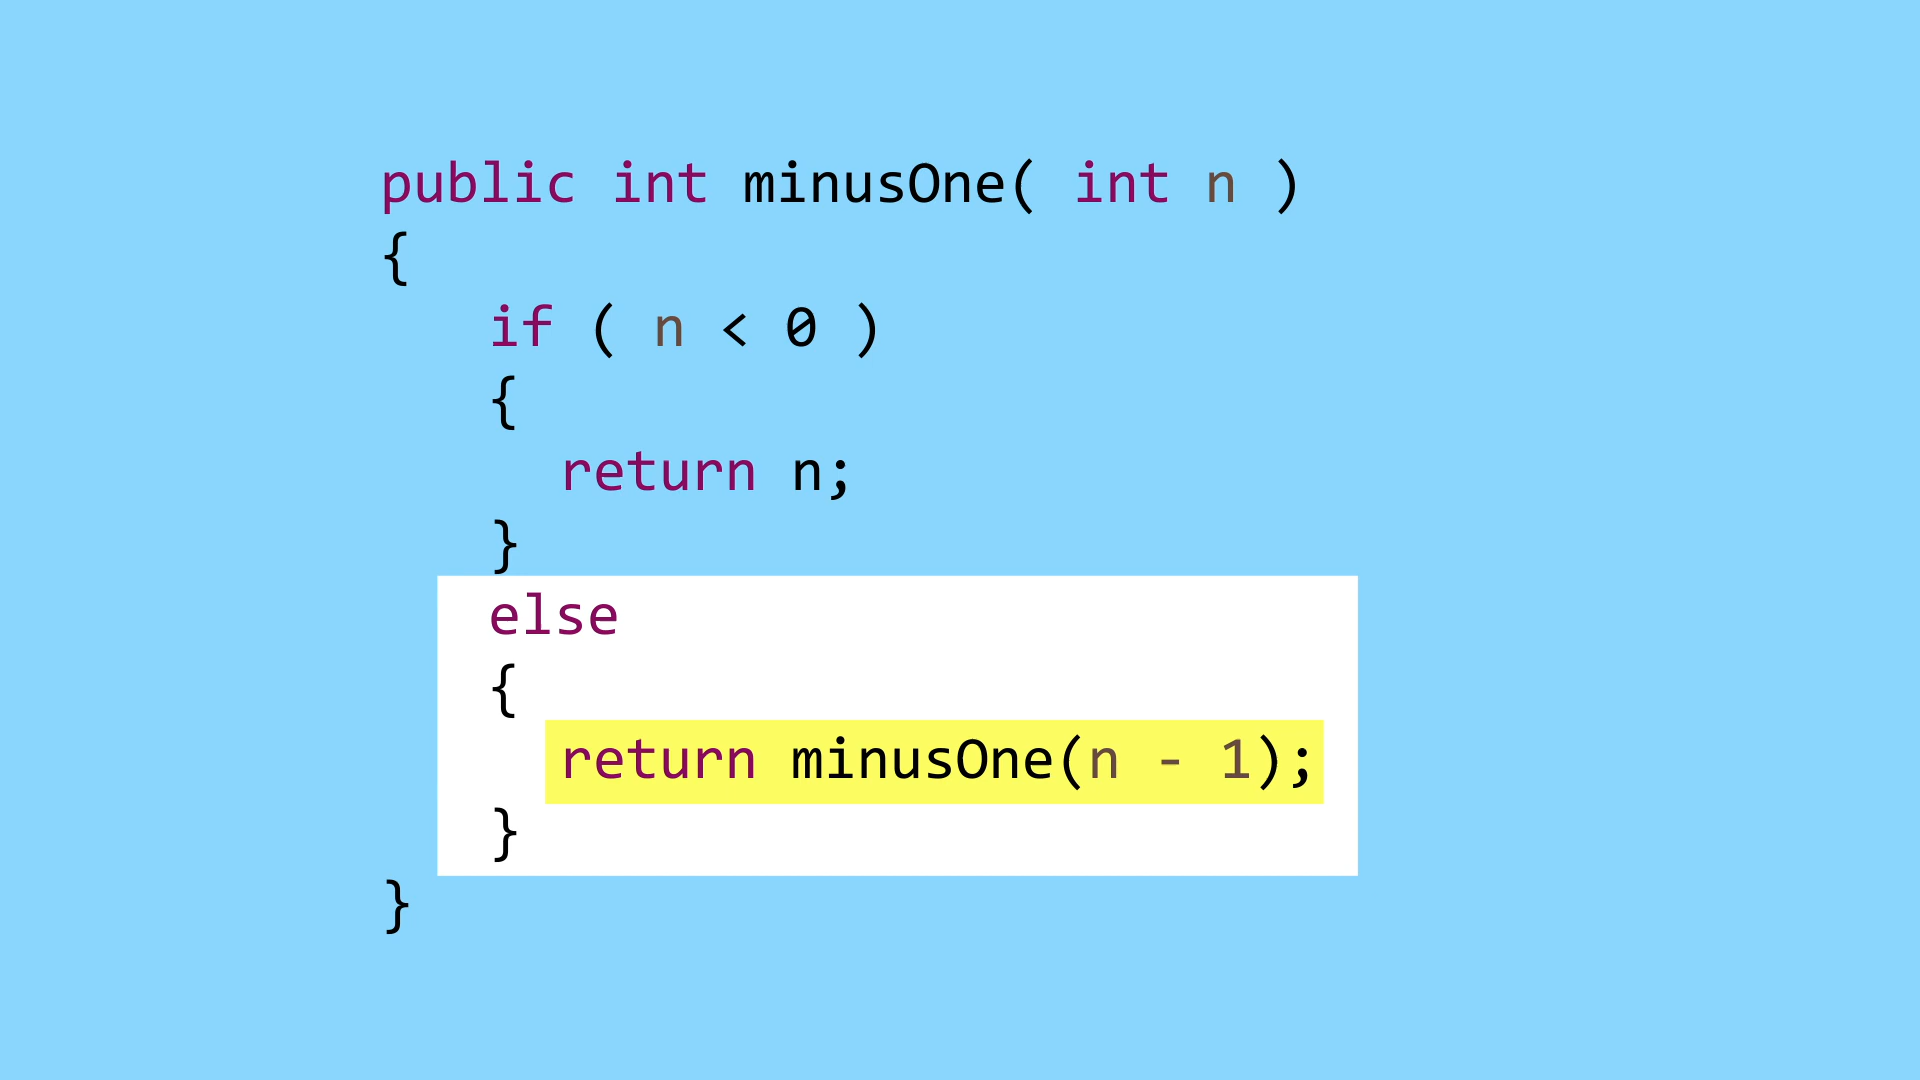 public int minusOne( int n )
{
if ( n < 0 )
{
return n;
}
else
{
return minusOne(n - 1);
}
}